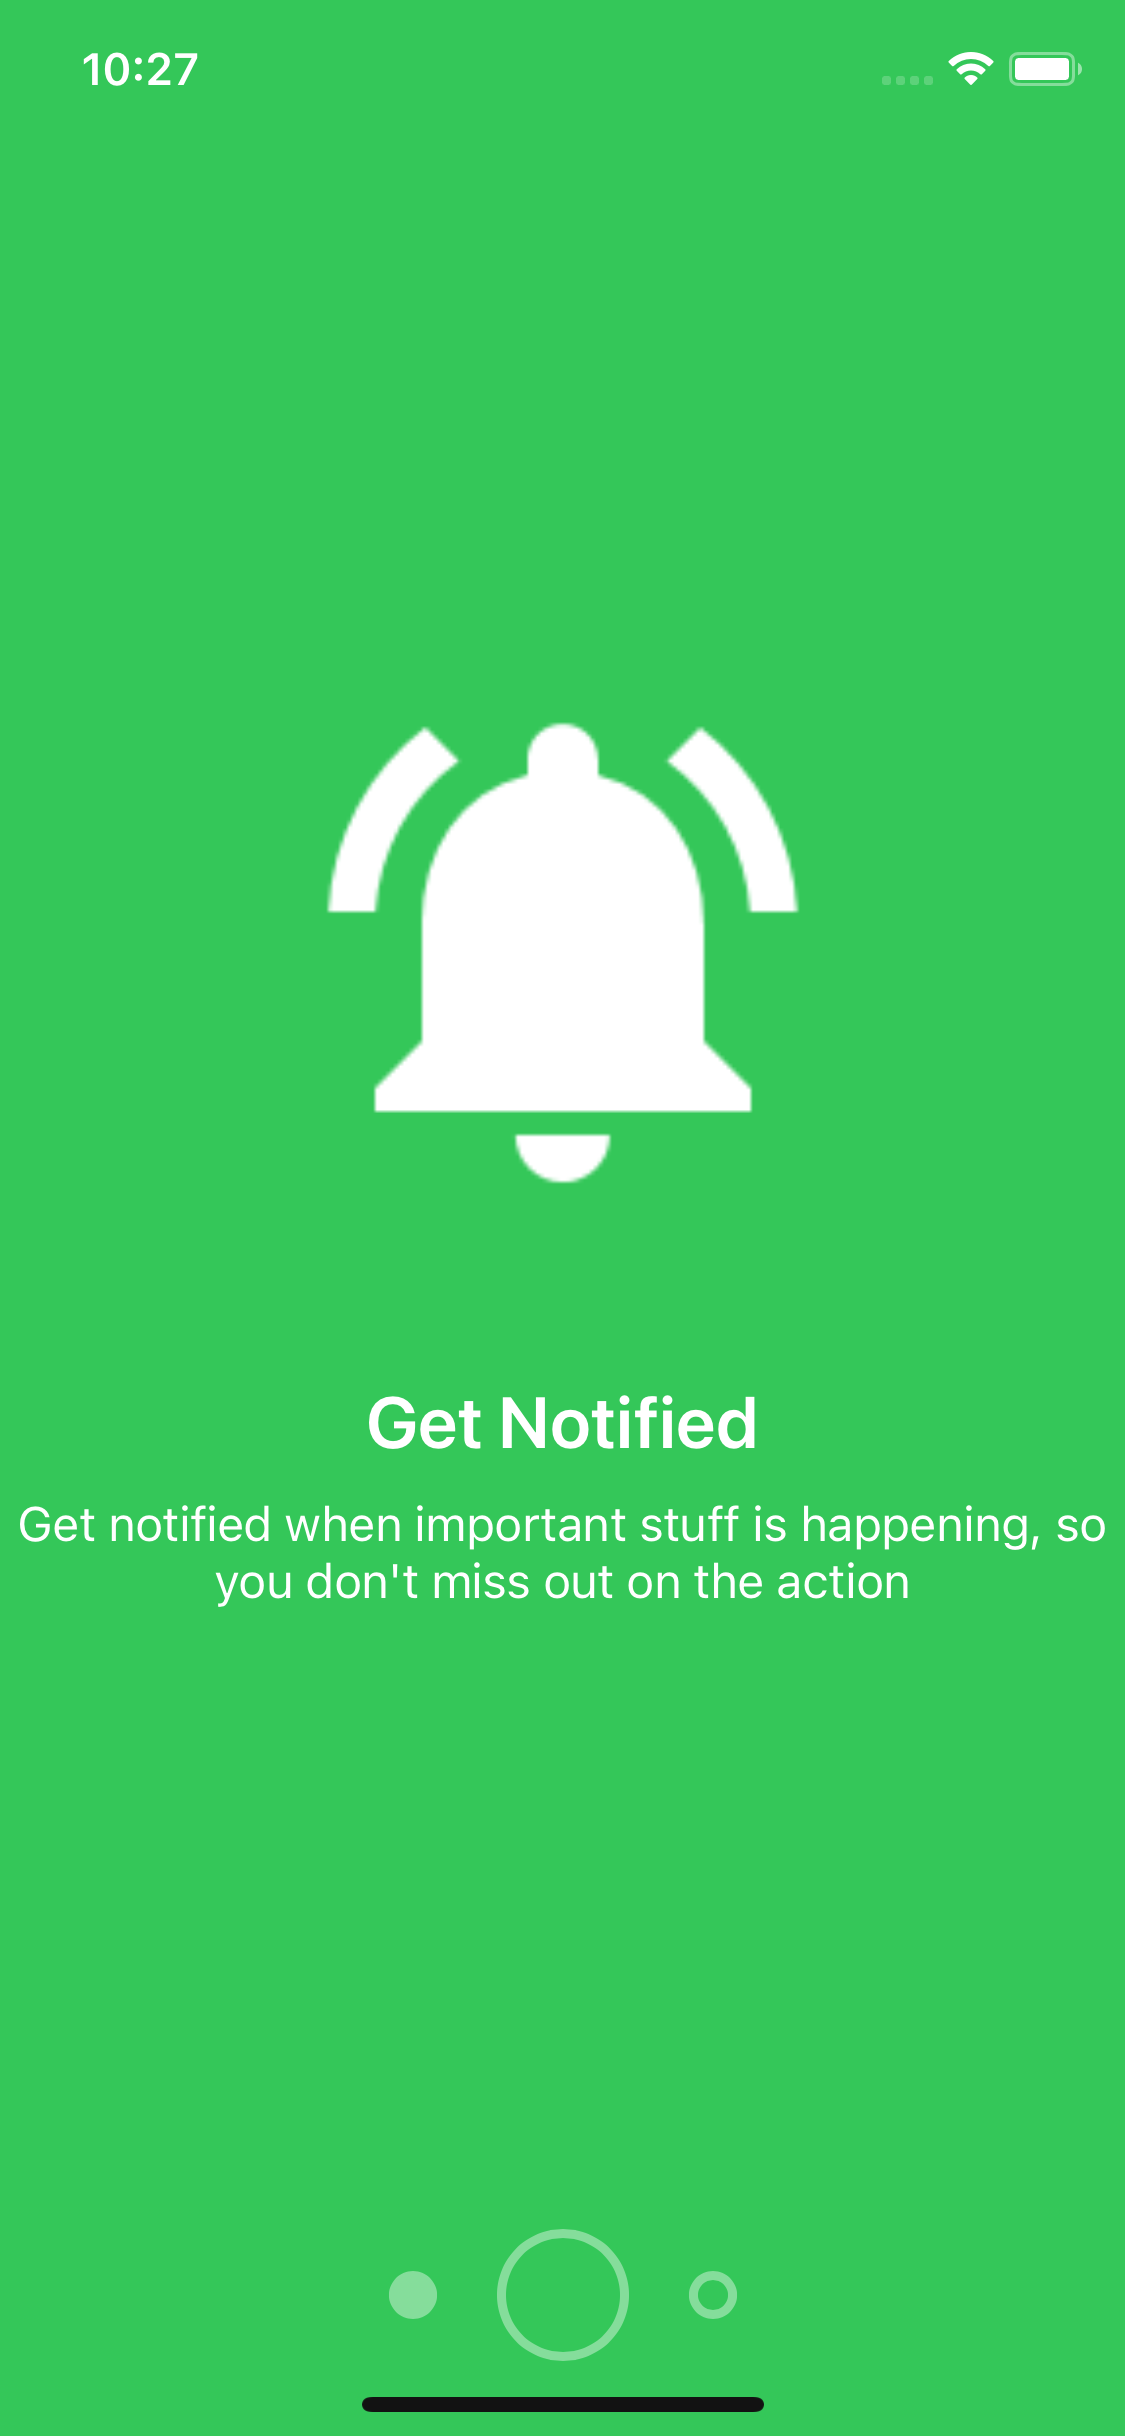 10:27
Get Notified
Get notified when important stuff is happening, so
you don't miss out on the action